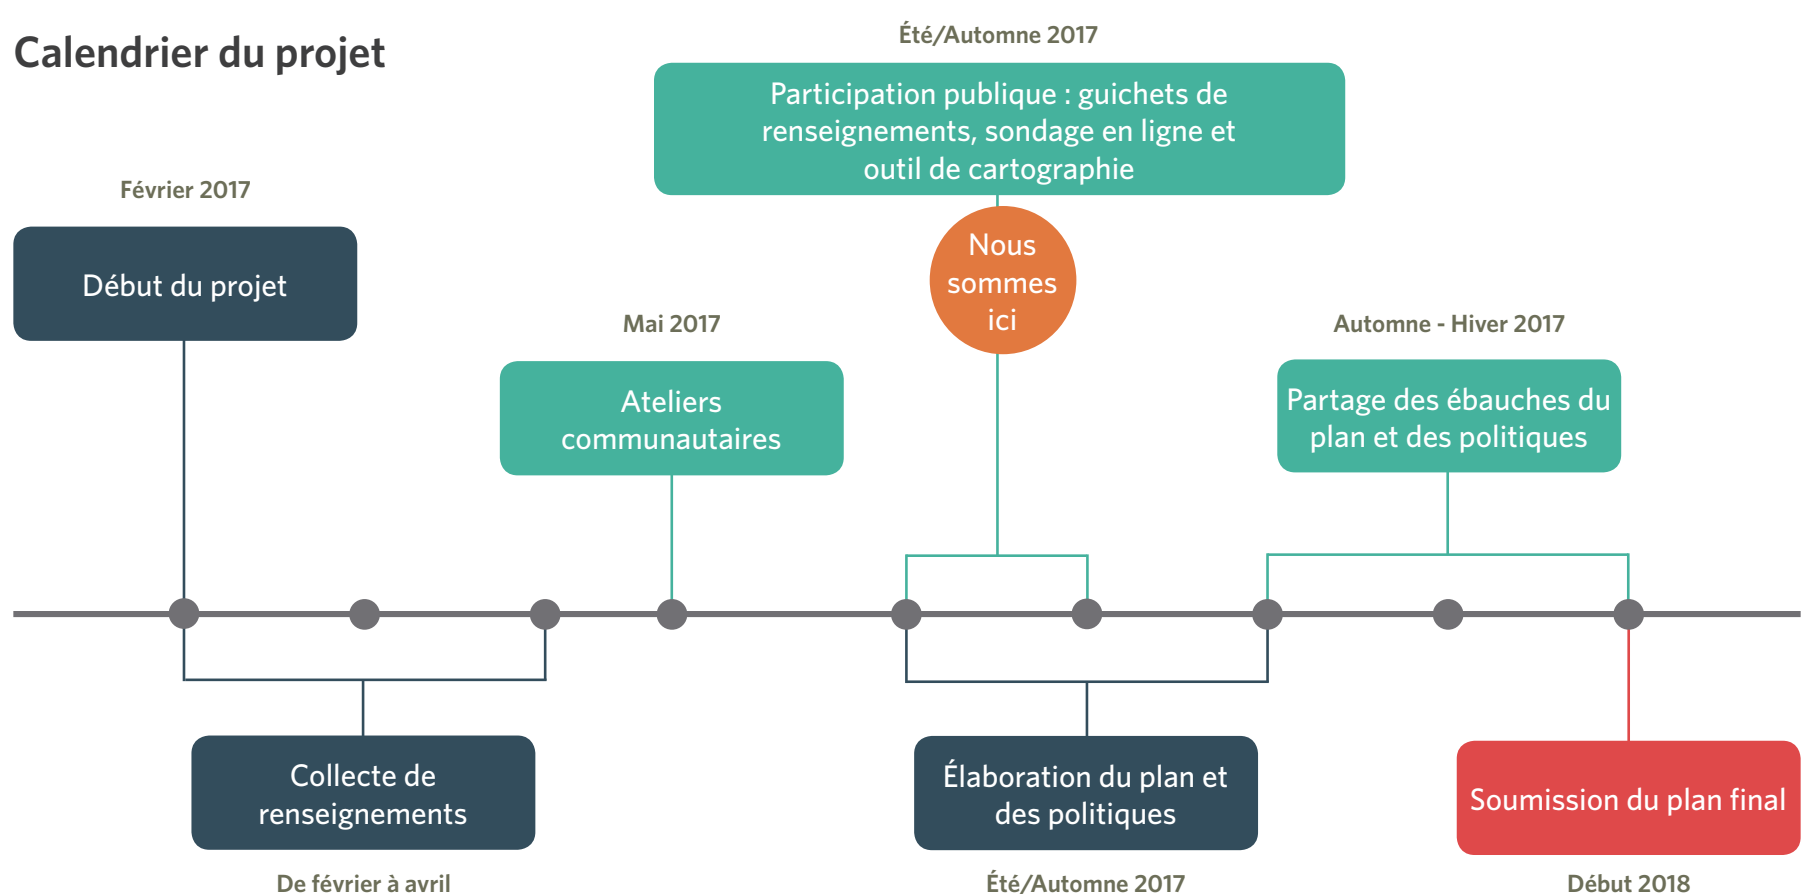 Calendrier du projet
Été/Automne 2017
Participation publique : guichets de
renseignements, sondage en ligne et
outil de cartographie
Février 2017
Début du projet
Nous
sommes
ici
Mai 2017
Ateliers
communautaires
Automne - Hiver 2017
Partage des ébauches du
plan et des politiques
Collecte de
renseignements
De février à avril
Élaboration du plan et
des politiques
Été/Automne 2017
Soumission du plan final
Début 2018